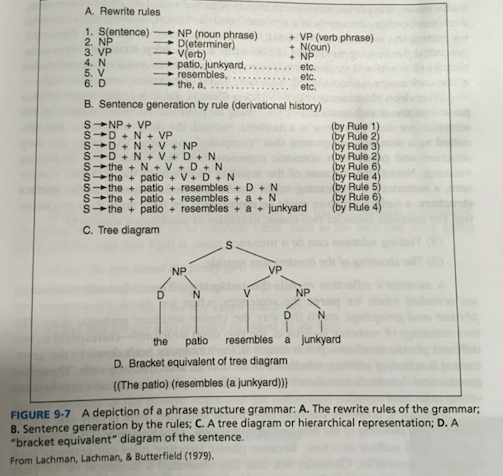 A. Rewrite rules
1. S(entence) → NP (noun phrase) + VP (verb phrase)
2. NP → D(eterminer) + N(oun)
3. VP → V(erb) + NP
4. N → patio, junkyard, ......... etc.
5. V → resembles, ............ etc.
6. D → the, a, ............... etc.
B. Sentence generation by rule (derivational history)
S→NP + VP (by Rule 1)
S→D + N + VP (by Rule 2)
S→D + N + V + NP (by Rule 3)
S→D + N + V + D + N (by Rule 2)
S→the + N + V + D + N (by Rule 6)
S→the + patio + V + D + N (by Rule 4)
S→the + patio + resembles + D + N (by Rule 5)
S→the + patio + resembles + a + N (by Rule 6)
S→the + patio + resembles + a + junkyard (by Rule 4)
C. Tree diagram
S
NP VP
D N V NP
D N
the patio resembles a junkyard
D. Bracket equivalent of tree diagram
{(The patio) (resembles (a junkyard))}
FIGURE 9-7 A depiction of a phrase structure grammar: A. The rewrite rules of the grammar;
B. Sentence generation by the rules; C. A tree diagram or hierarchical representation; D. A
"bracket equivalent" diagram of the sentence.
From Lachman, Lachman, & Butterfield (1979).